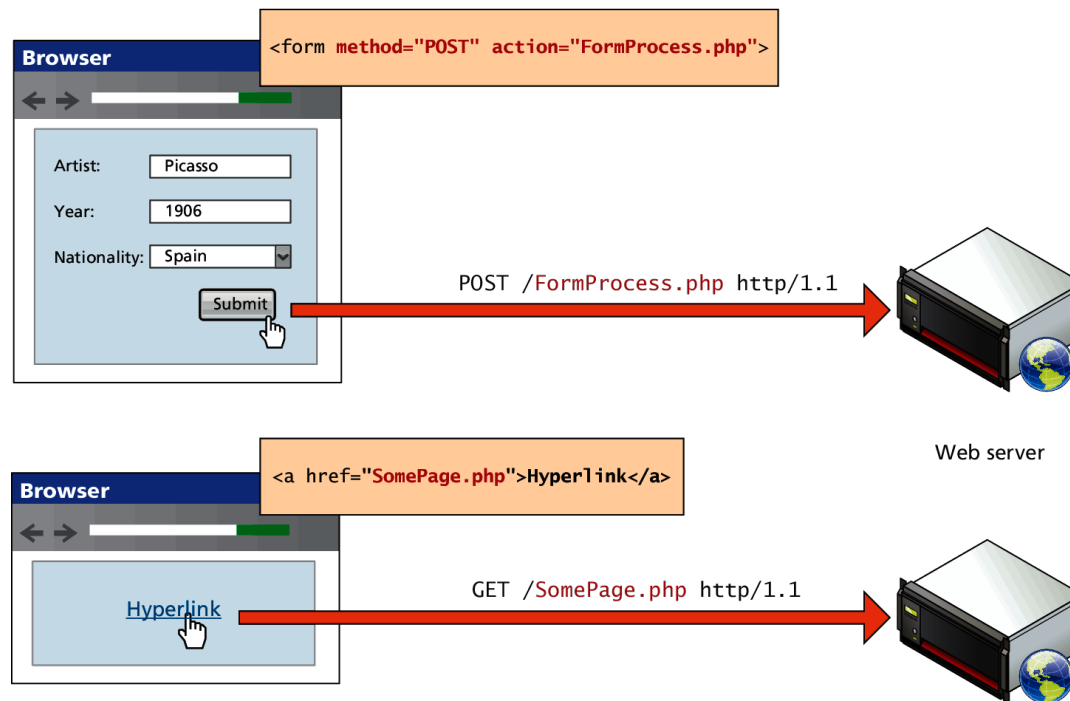 <form method="POST" action="FormProcess.php">
Browser
Artist: Picasso
Year: 1906
Nationality: Spain
Submit
POST /FormProcess.php http/1.1
Web server
<a href="SomePage.php">Hyperlink</a>
Browser
Hyperlink
GET /SomePage.php http/1.1